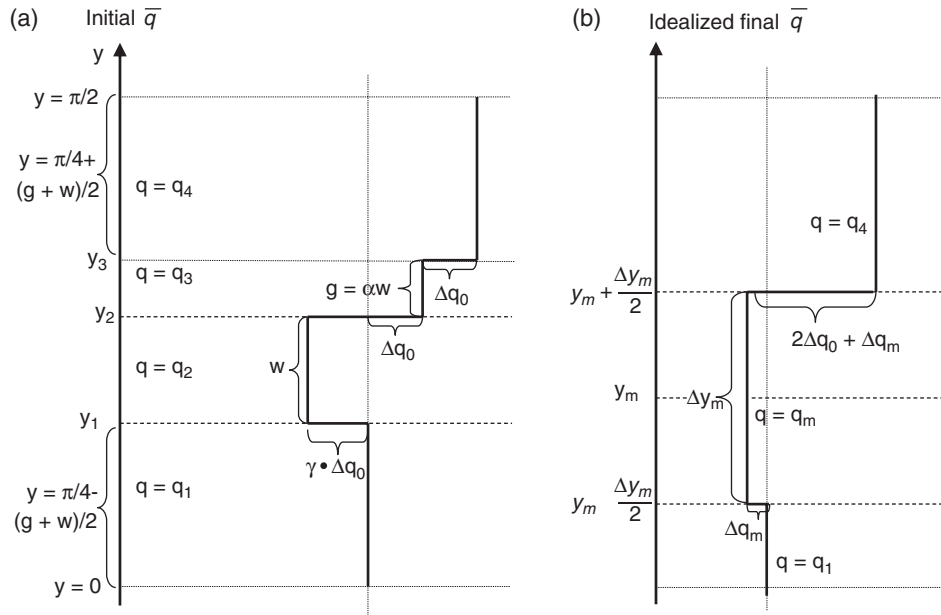 (a)
Initial q̅
y
y = π/2
y = π/4+
(g + w)/2
q = q₄
y₃
q = q₃
g = αw
Δq₀
y₂
Δq₀
q = q₂
w
y₁
γ • Δq₀
y = π/4-
(g + w)/2
q = q₁
y = 0
(b)
Idealized final q̅
q = q₄
yₘ + Δyₘ/2
2Δq₀ + Δqₘ
yₘ
Δyₘ
q = qₘ
yₘ Δyₘ/2
Δqₘ
q = q₁